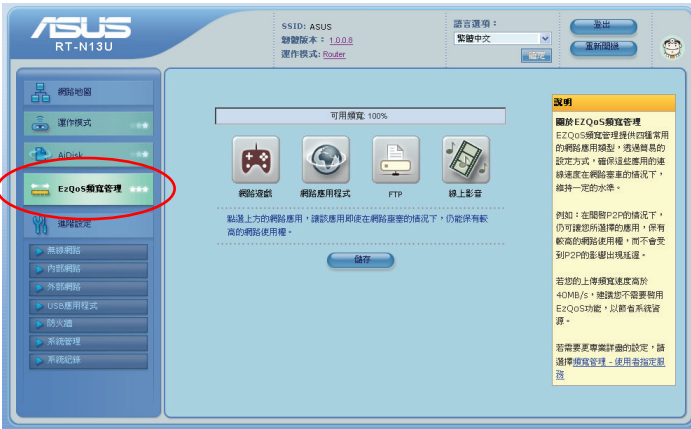 ASUS
RT-N13U
SSID: ASUS
韌體版本： 1.0.0.8
運作模式: Router
語言選項：
繁體中文
確定
登出
重新開機
網路地圖
運作模式
AiDisk
EzQoS頻寬管理
進階設定
無線網路
內部網路
外部網路
USB應用程式
防火牆
系統管理
系統紀錄
可用頻寬: 100%
網路遊戲
網路應用程式
FTP
線上影音
點選上方的網路應用，讓該應用即使在網路壅塞的情況下，仍能保有較
高的網路使用權。
儲存
說明
關於EZQoS頻寬管理
EZQoS頻寬管理提供四種常用
的網路應用類型，透過簡易的
設定方式，確保這些應用的連
線速度在網路壅塞的情況下，
維持一定的水準。
例如：在開啟P2P的情況下，
仍可讓您所選擇的應用，保有
較高的網路使用權，而不會受
到P2P的影響出現延遲。
若您的上傳頻寬速度高於
40MB/s，建議您不需要啟用
EzQoS功能，以節省系統資
源。
若需要更專業詳盡的設定，請
選擇頻寬管理 - 使用者指定服
務